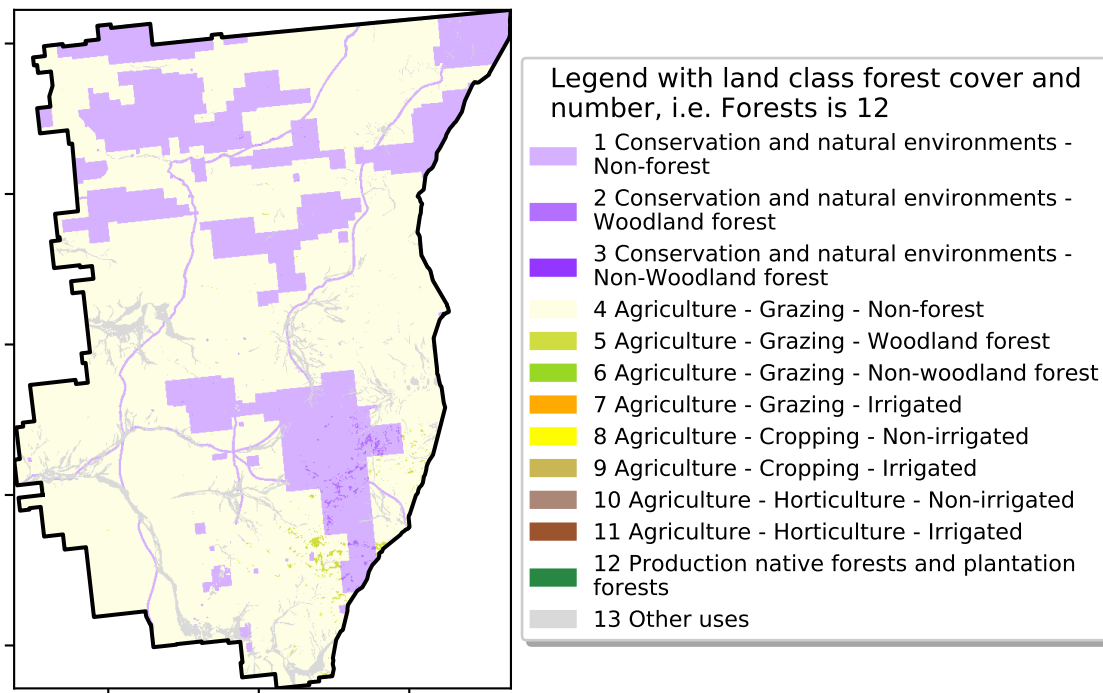 Legend with land class forest cover and
number, i.e. Forests is 12
1 Conservation and natural environments -
Non-forest
2 Conservation and natural environments -
Woodland forest
3 Conservation and natural environments -
Non-Woodland forest
4 Agriculture - Grazing - Non-forest
5 Agriculture - Grazing - Woodland forest
6 Agriculture - Grazing - Non-woodland forest
7 Agriculture - Grazing - Irrigated
8 Agriculture - Cropping - Non-irrigated
9 Agriculture - Cropping - Irrigated
10 Agriculture - Horticulture - Non-irrigated
11 Agriculture - Horticulture - Irrigated
12 Production native forests and plantation
forests
13 Other uses